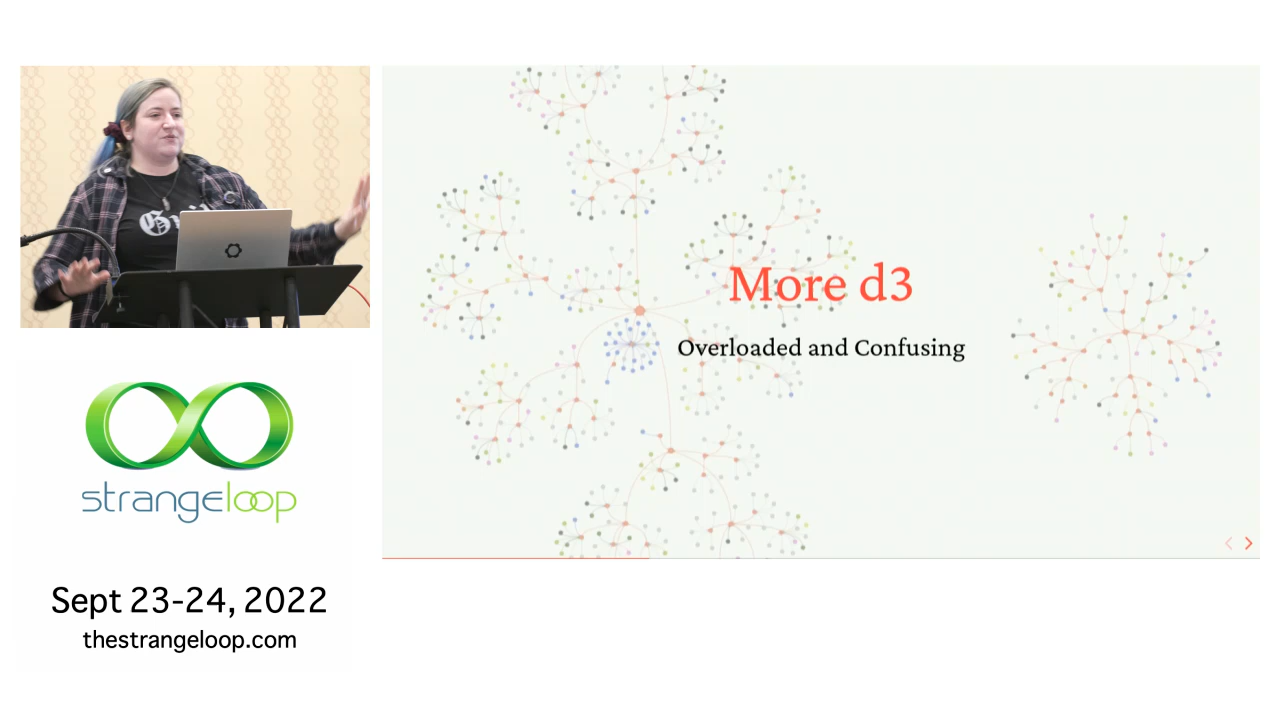 More d3
Overloaded and Confusing
strangeloop
Sept 23-24, 2022
thestrangeloop.com